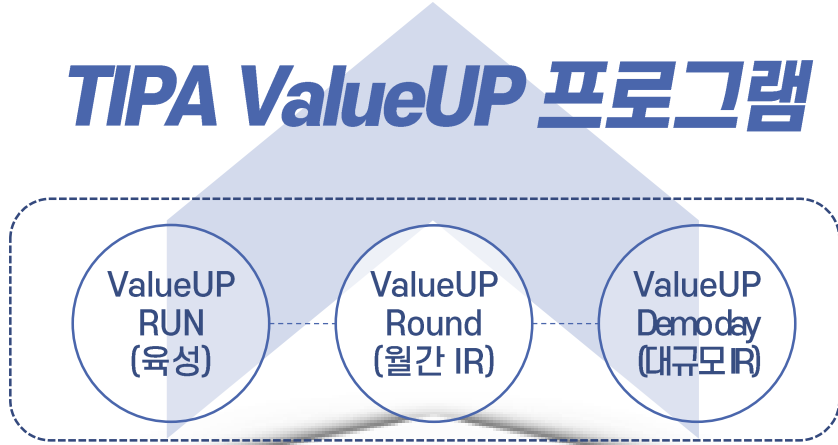 TIPA ValueUP 프로그램
ValueUP
RUN
(육성)
ValueUP
Round
(월간 IR)
ValueUP
Demo day
(대규모 IR)